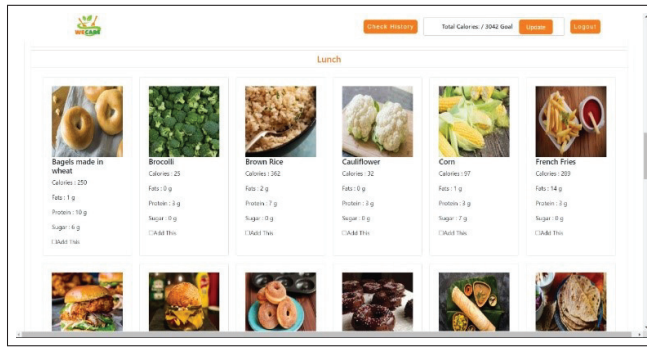 WECARE
Check History
Total Calories: / 3042 Goal
Update
Logout
Lunch
Bagels made in
wheat
Calories : 250
Fats : 1 g
Protein : 10 g
Sugar : 6 g
Add This
Brocolli
Calories : 25
Fats : 0 g
Protein : 3 g
Sugar : 0 g
Add This
Brown Rice
Calories : 362
Fats : 2 g
Protein : 7 g
Sugar : 0 g
Add This
Cauliflower
Calories : 32
Fats : 0 g
Protein : 3 g
Sugar : 0 g
Add This
Corn
Calories : 97
Fats : 1 g
Protein : 3 g
Sugar : 7 g
Add This
French Fries
Calories : 289
Fats : 14 g
Protein : 3 g
Sugar : 0 g
Add This